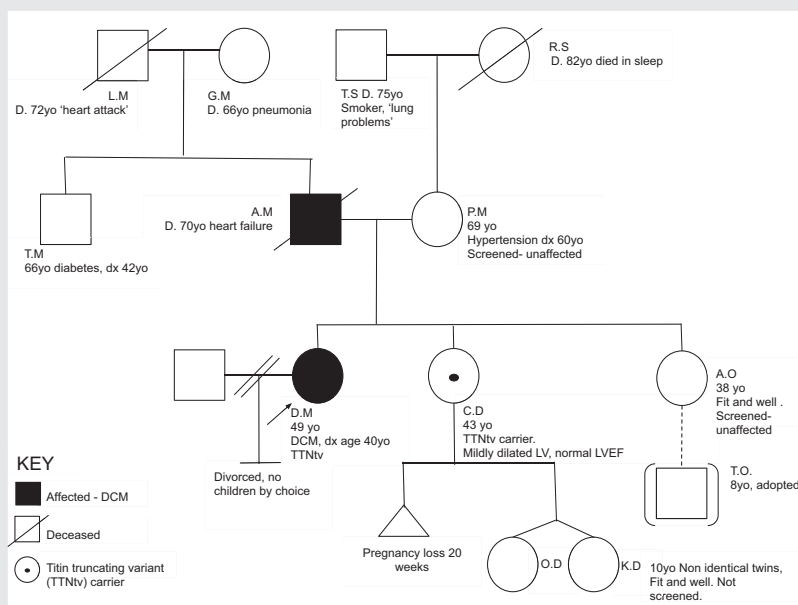 R.S
D. 82yo died in sleep
L.M
D. 72yo ‘heart attack’
G.M
D. 66yo pneumonia
T.S D. 75yo
Smoker, ‘lung
problems’
A.M
D. 70yo heart failure
P.M
69 yo
Hypertension dx 60yo
Screened- unaffected
T.M
66yo diabetes, dx 42yo
D.M
49 yo
DCM, dx age 40yo
TTNtv
C.D
43 yo
TTNtv carrier.
Mildly dilated LV, normal LVEF
A.O
38 yo
Fit and well .
Screened-
unaffected
Divorced, no
children by choice
T.O.
8yo, adopted
Pregnancy loss 20
weeks
O.D
K.D
10yo Non identical twins,
Fit and well. Not
screened.
KEY
Affected - DCM
Deceased
Titin truncating variant
(TTNtv) carrier